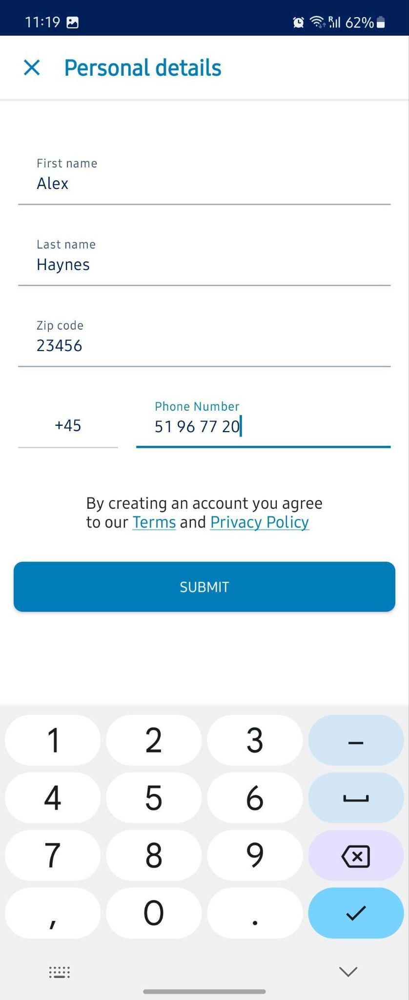 11:19 R 62%
Personal details
First name
Alex
Last name
Haynes
Zip code
23456
Phone Number
+45 51 96 77 20
By creating an account you agree
to our Terms and Privacy Policy
SUBMIT
1 2 3 –
4 5 6
7 8 9
, 0 .